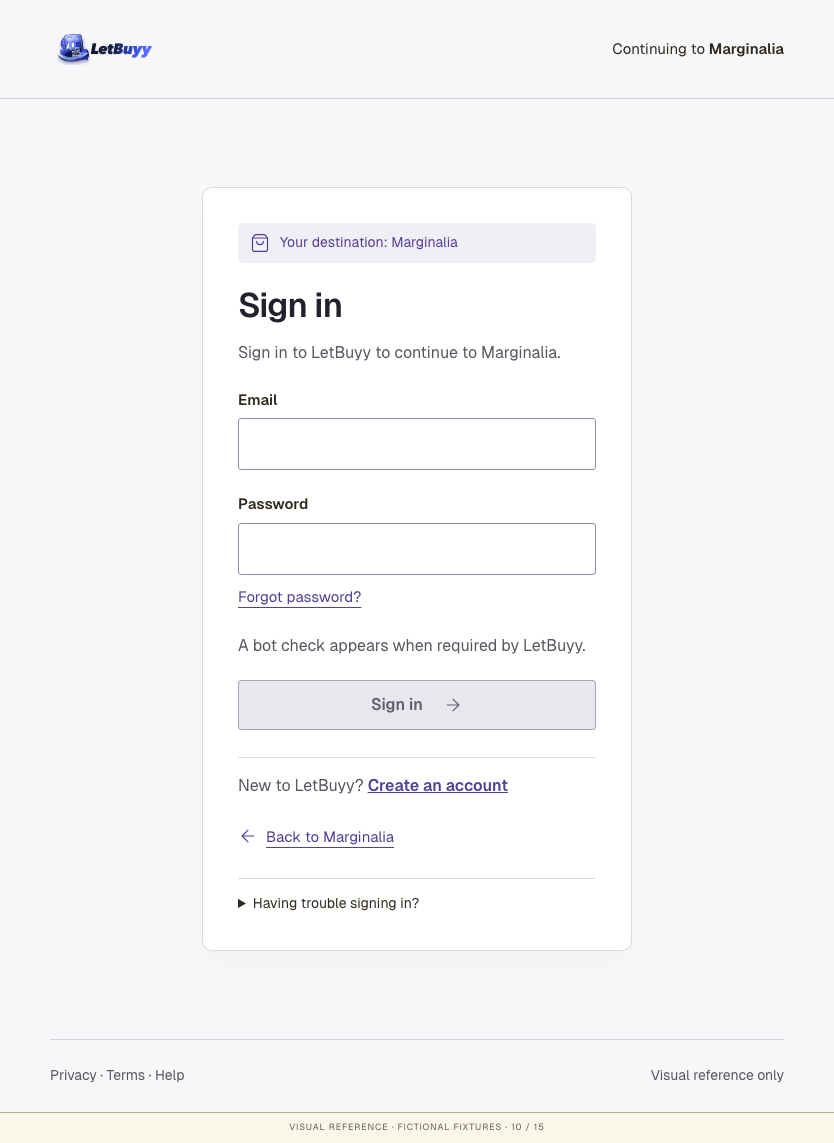 LetBuyy
Continuing to Marginalia
Your destination: Marginalia
Sign in
Sign in to LetBuyy to continue to Marginalia.
Email
Password
Forgot password?
A bot check appears when required by LetBuyy.
Sign in
New to LetBuyy? Create an account
Back to Marginalia
Having trouble signing in?
Privacy · Terms · Help
Visual reference only
VISUAL REFERENCE · FICTIONAL FIXTURES · 10 / 15